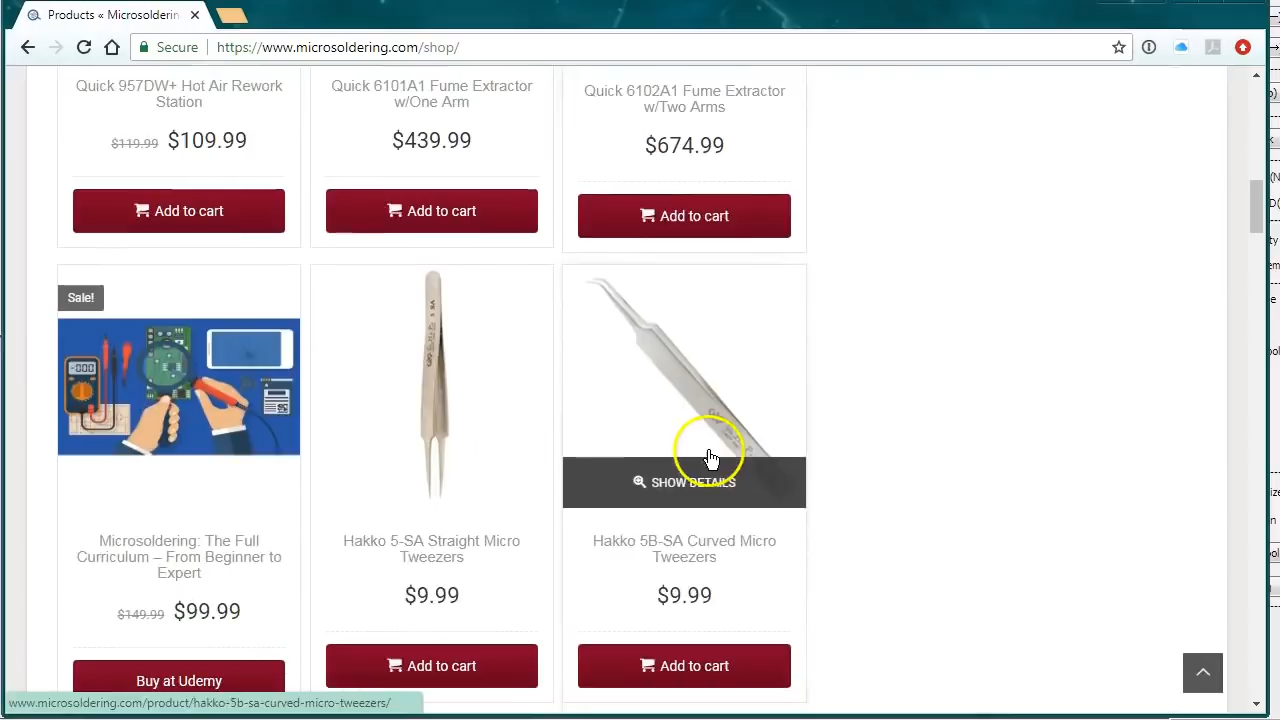 Products « Microsoldering
Secure
https://www.microsoldering.com/shop/
Quick 957DW+ Hot Air Rework
Station
$119.99 $109.99
Add to cart
Quick 6101A1 Fume Extractor
w/One Arm
$439.99
Add to cart
Quick 6102A1 Fume Extractor
w/Two Arms
$674.99
Add to cart
Sale!
Microsoldering: The Full
Curriculum – From Beginner to
Expert
$149.99 $99.99
Buy at Udemy
Hakko 5-SA Straight Micro
Tweezers
$9.99
Add to cart
SHOW DETAILS
Hakko 5B-SA Curved Micro
Tweezers
$9.99
Add to cart
www.microsoldering.com/product/hakko-5b-sa-curved-micro-tweezers/